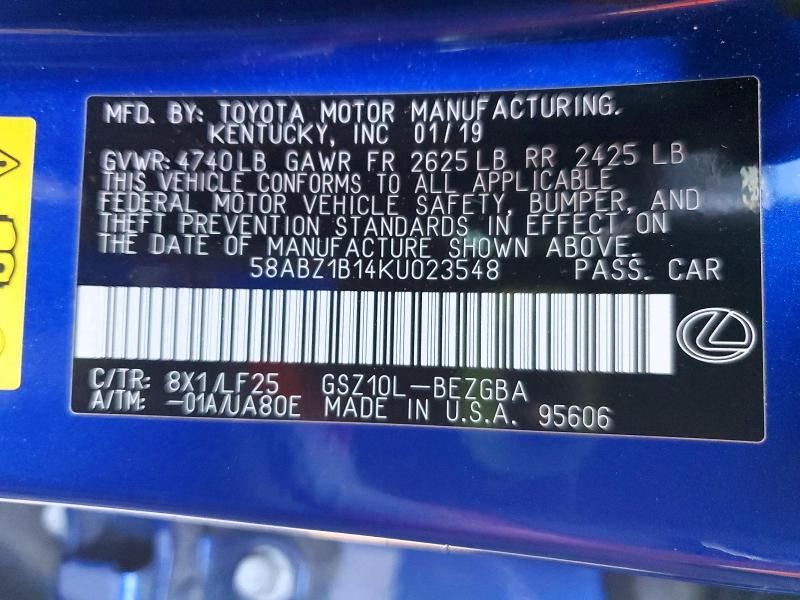 MFD. BY: TOYOTA MOTOR MANUFACTURING.
KENTUCKY, INC 01/19
GVWR: 4740LB GAWR FR 2625LB RR 2425 LB
THIS VEHICLE CONFORMS TO ALL APPLICABLE
FEDERAL MOTOR VEHICLE SAFETY, BUMPER, AND
THEFT PREVENTION STANDARDS IN EFFECT ON
THE DATE OF MANUFACTURE SHOWN ABOVE.
58ABZ1B14KU023548 PASS. CAR
C/TR: 8X1/LF25 GSZ10L-BEZGBA
A/TM: -01A/UA80E MADE IN U.S.A. 95606